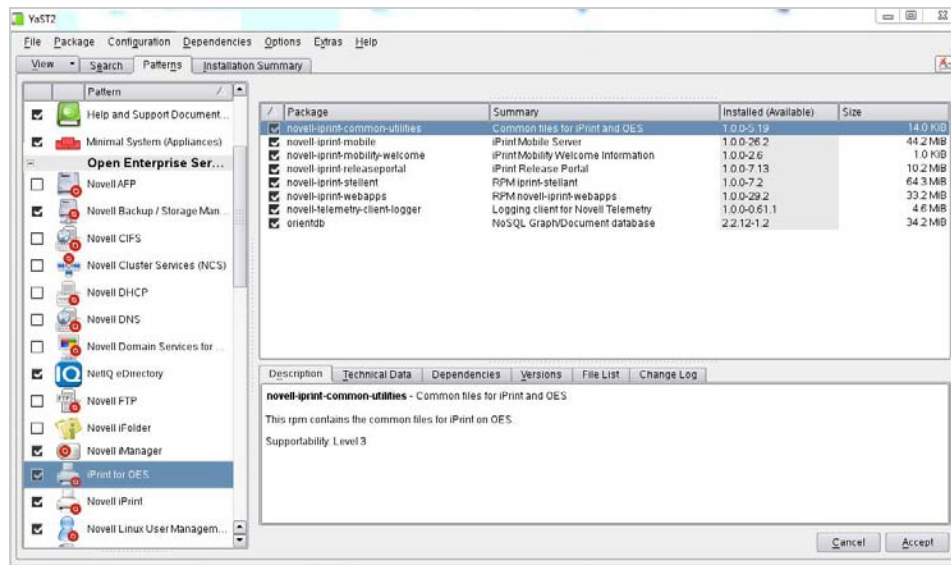 YaST2
File Package Configuration Dependencies Options Extras Help
View Search Patterns Installation Summary
Pattern
Help and Support Document...
Minimal System (Appliances)
Open Enterprise Ser...
Novell AFP
Novell Backup / Storage Man...
Novell CIFS
Novell Cluster Services (NCS)
Novell DHCP
Novell DNS
Novell Domain Services for ...
NetIQ eDirectory
Novell FTP
Novell iFolder
Novell iManager
iPrint for OES
Novell iPrint
Novell Linux User Managem...
Package Summary Installed (Available) Size
novell-iprint-common-utilities Common files for iPrint and OES 1.0.0-5.19 14.0 KiB
novell-iprint-mobile iPrint Mobile Server 1.0.0-26.2 44.2 MiB
novell-iprint-mobility-welcome iPrint Mobility Welcome Information 1.0.0-2.6 1.0 KiB
novell-iprint-releaseportal iPrint Release Portal 1.0.0-7.13 10.2 MiB
novell-iprint-stellent RPM iprint-stellant 1.0.0-7.2 64.3 MiB
novell-iprint-webapps RPM novell-iprint-webapps 1.0.0-29.2 33.2 MiB
novell-telemetry-client-logger Logging client for Novell Telemetry 1.0.0-0.61.1 4.6 MiB
orientdb NoSQL Graph/Document database 2.2.12-1.2 34.2 MiB
Description Technical Data Dependencies Versions File List Change Log
novell-iprint-common-utilities - Common files for iPrint and OES
This rpm contains the common files for iPrint on OES.
Supportability: Level 3
Cancel Accept